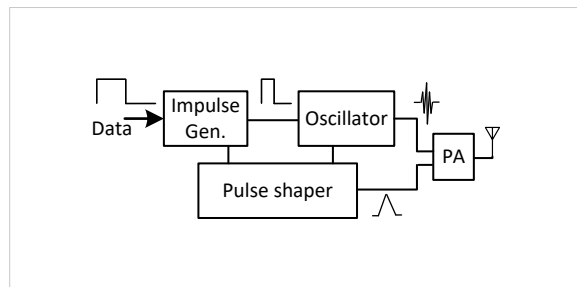 Data
Impulse
Gen.
Oscillator
PA
Pulse shaper